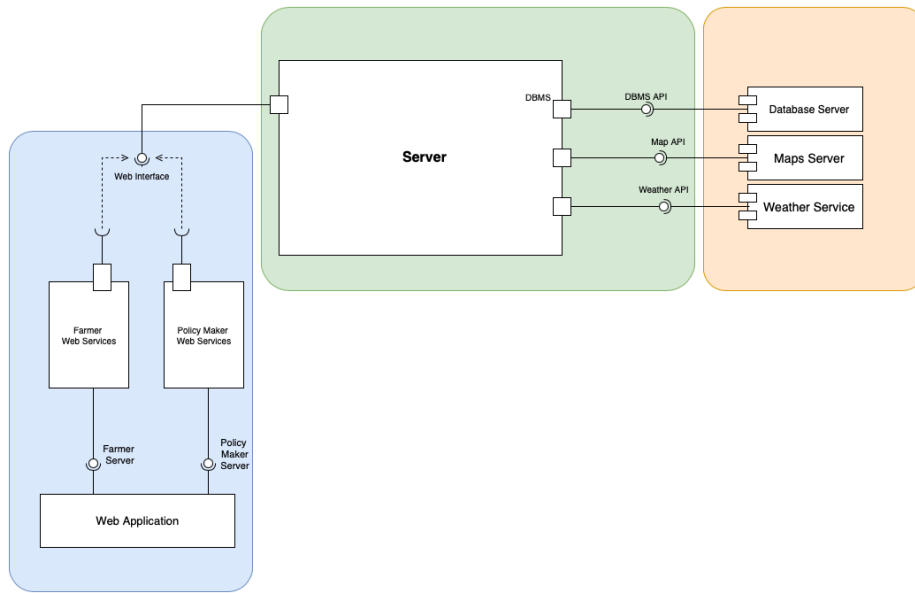 DBMS
DBMS API
Database Server
Server
Map API
Maps Server
Web Interface
Weather API
Weather Service
Farmer
Web Services
Policy Maker
Web Services
Farmer
Server
Policy
Maker
Server
Web Application